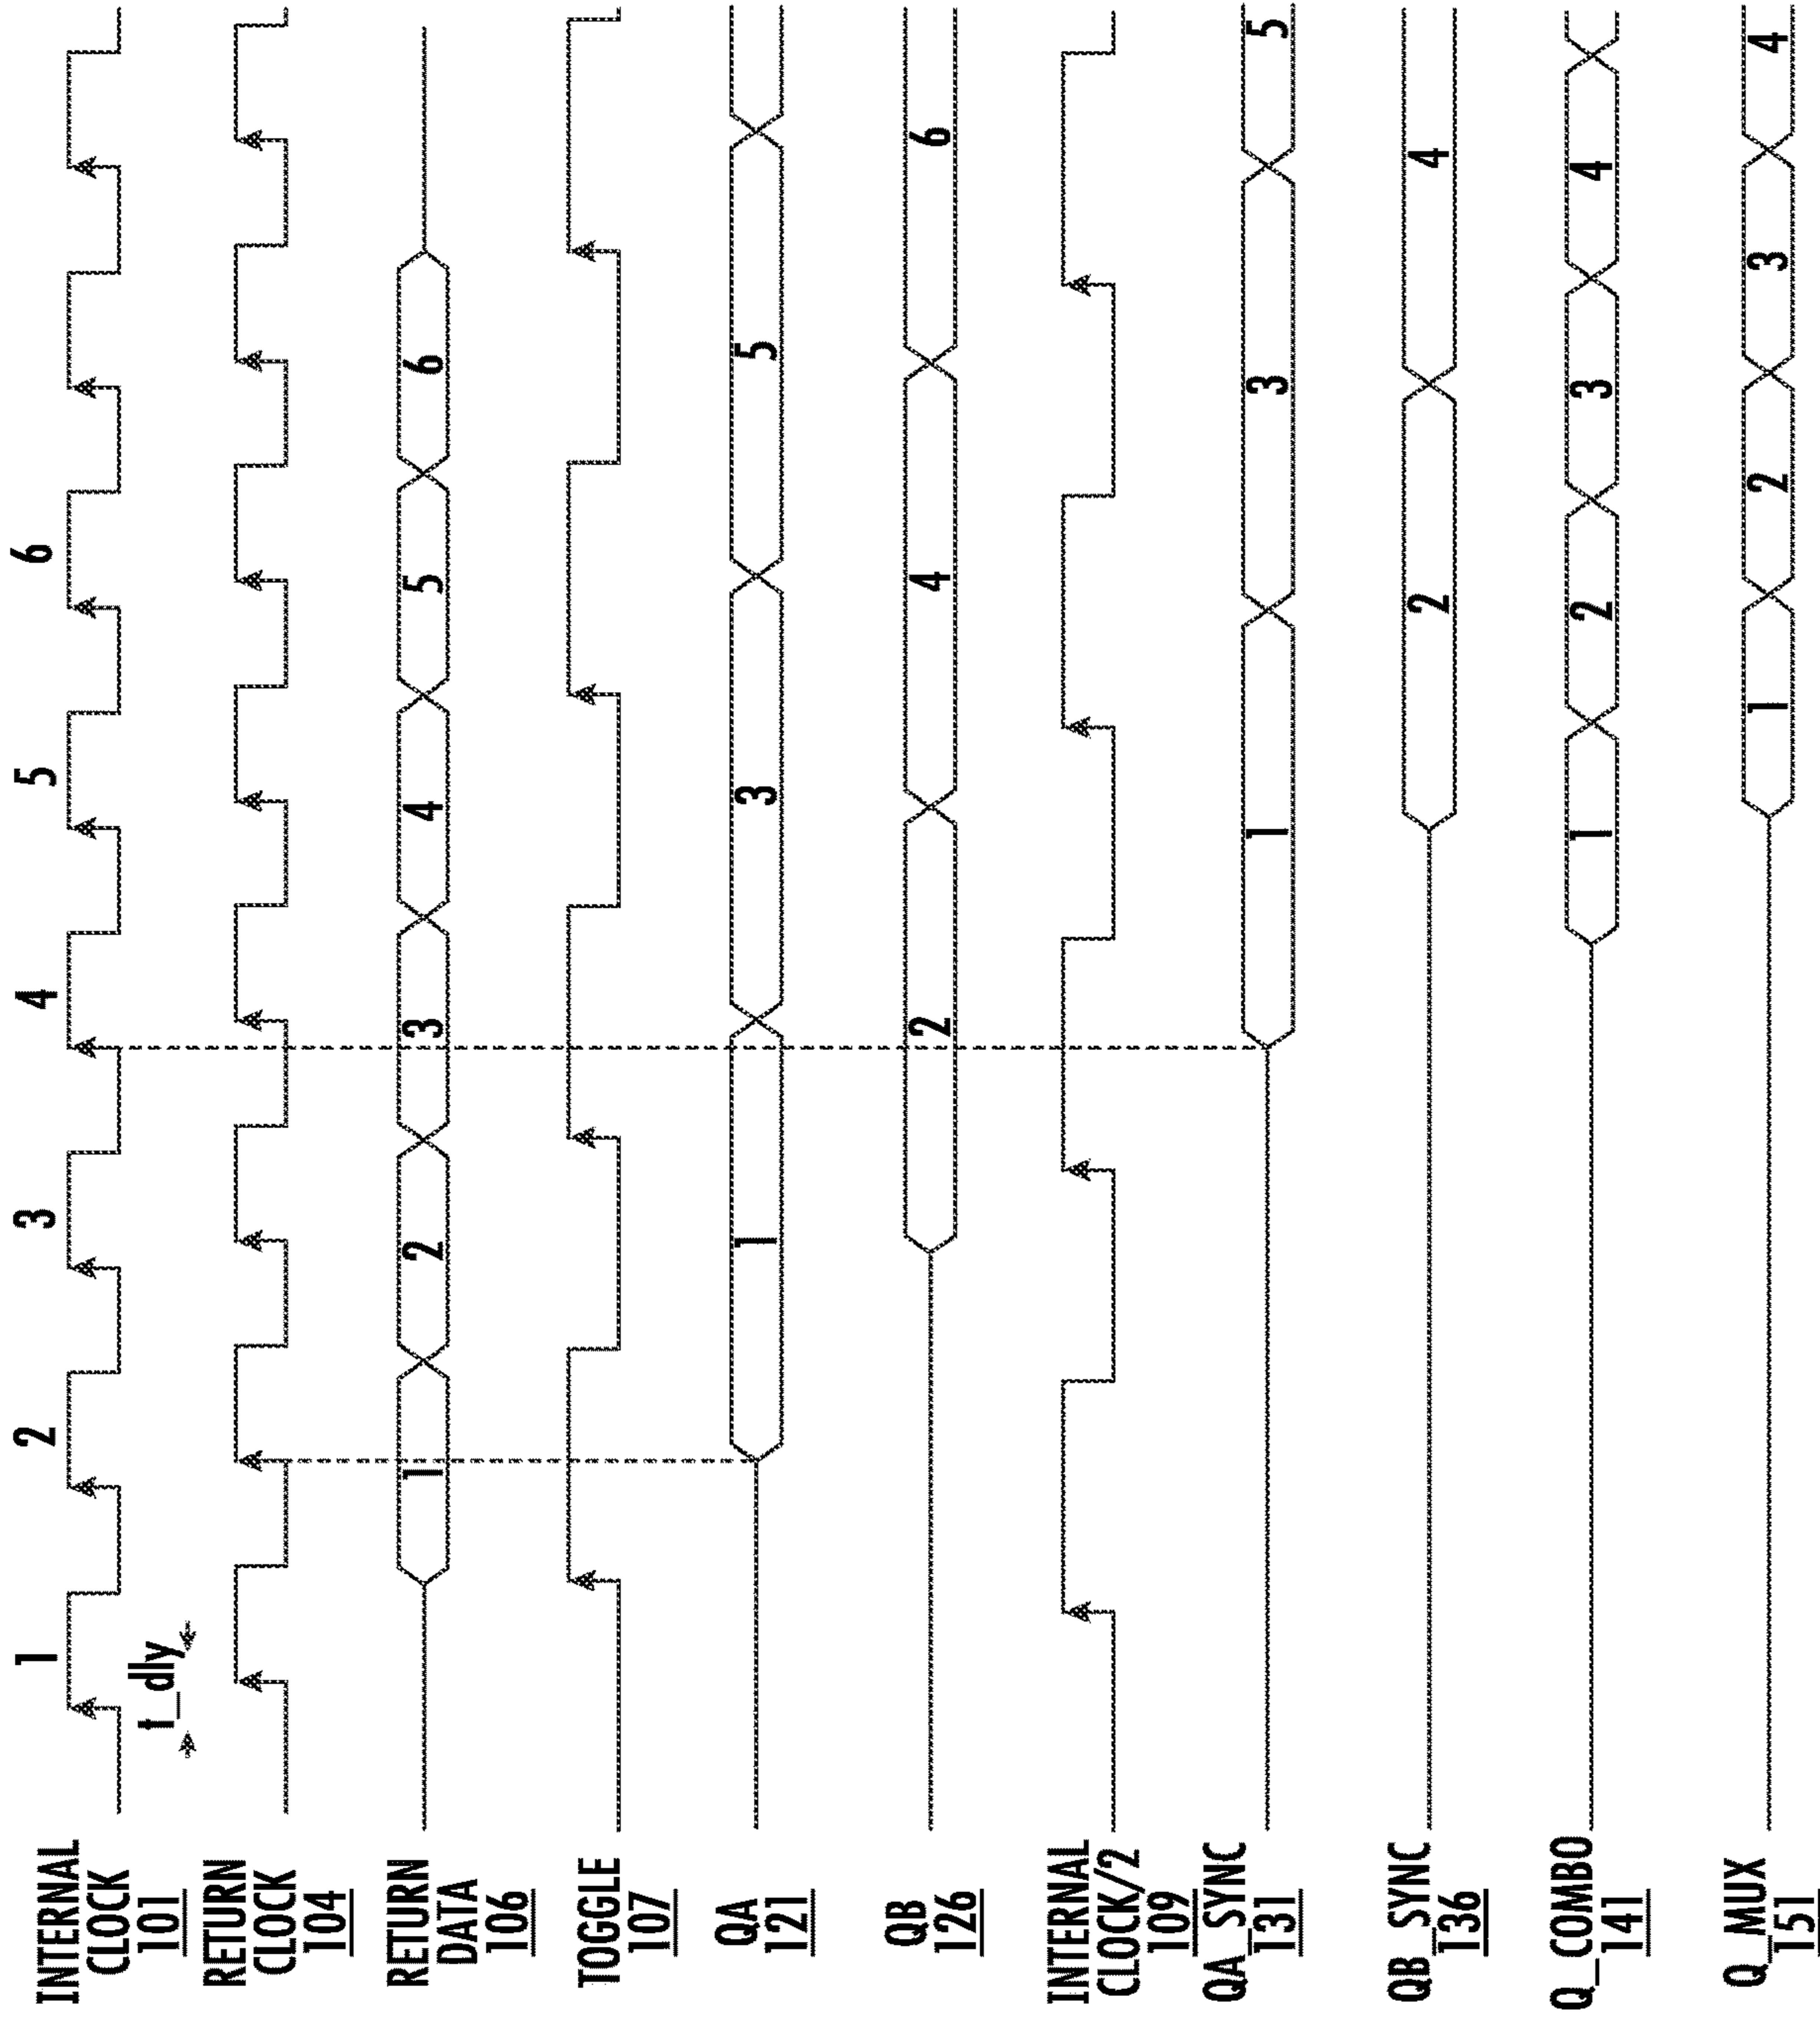 1 2 3 4 5 6
INTERNAL
CLOCK
101
t_dly
RETURN
CLOCK
104
RETURN
DATA
106
1 2 3 4 5 6
TOGGLE
107
QA
121
1 3 5
QB
126
2 4 6
INTERNAL
CLOCK/2
109
QA_SYNC
131
1 3 5
QB_SYNC
136
2 4
Q_COMBO
141
1 2 3 4
Q_MUX
151
1 2 3 4